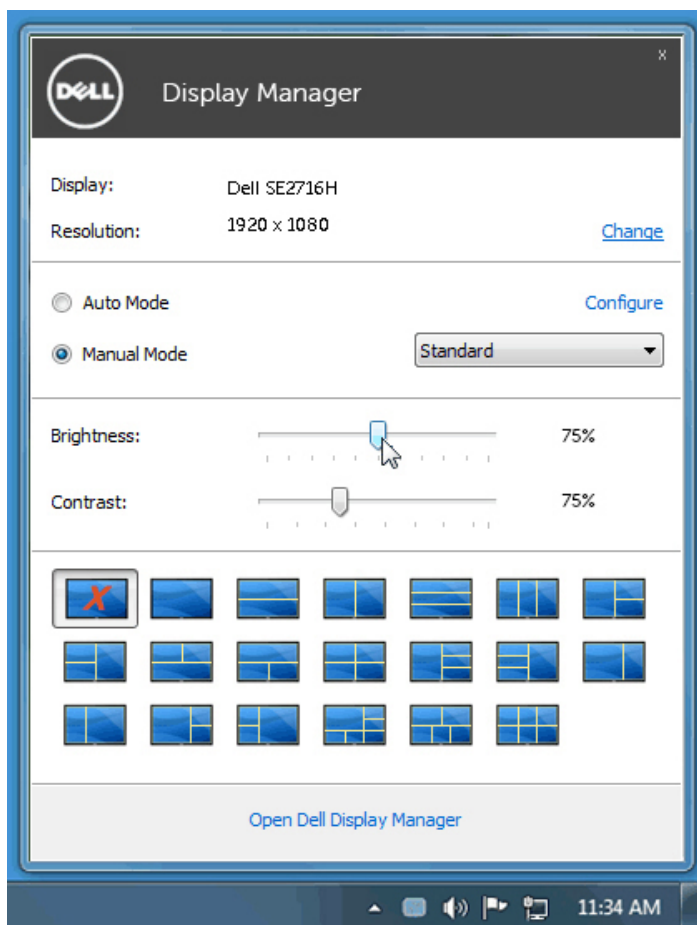 x
DELL Display Manager
Display: Dell SE2716H
Resolution: 1920 x 1080 Change
Auto Mode Configure
Manual Mode Standard
Brightness: 75%
Contrast: 75%
X
Open Dell Display Manager
11:34 AM